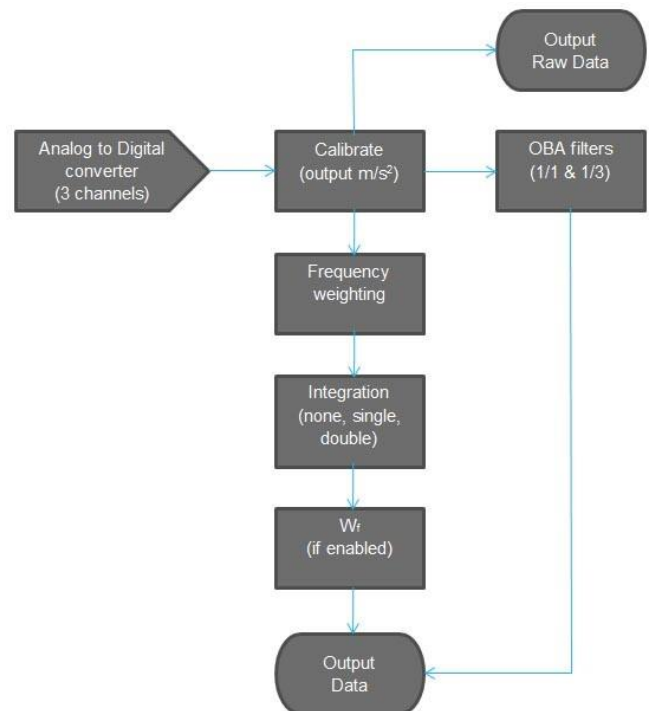 Output
Raw Data
Analog to Digital
converter
(3 channels)
Calibrate
(output m/s²)
OBA filters
(1/1 & 1/3)
Frequency
weighting
Integration
(none, single,
double)
Wf
(if enabled)
Output
Data